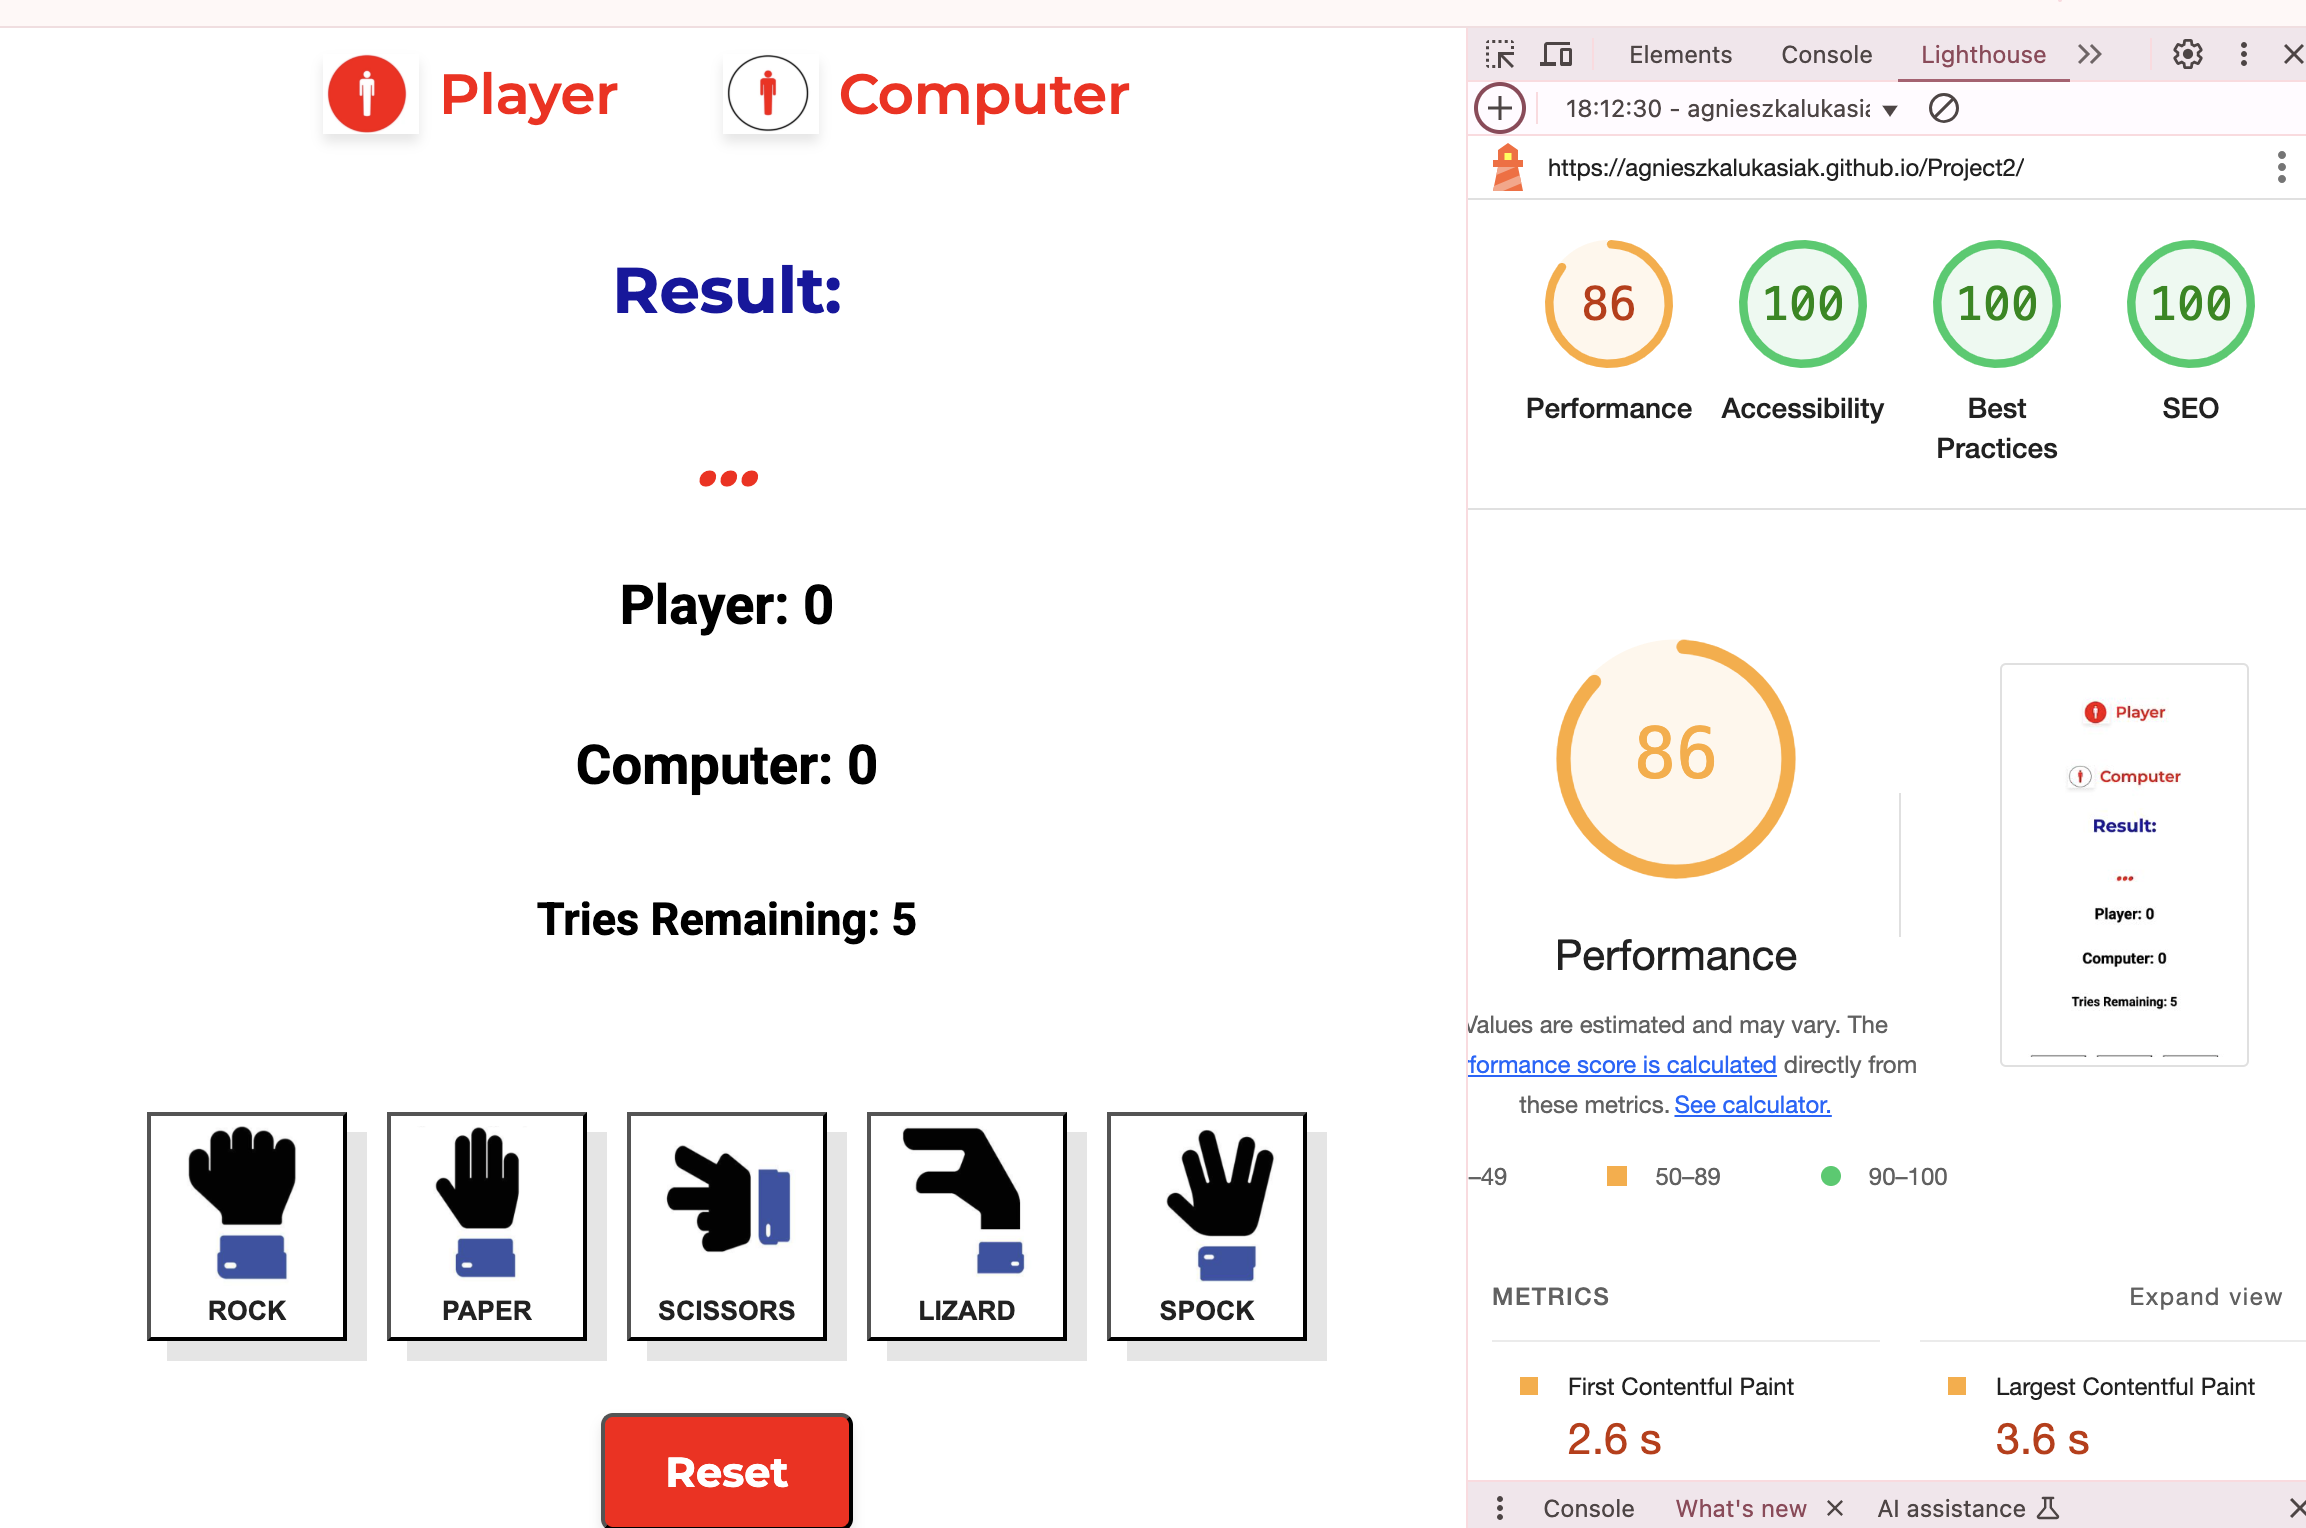 Player
Computer
Result:
...
Player: 0
Computer: 0
Tries Remaining: 5
ROCK
PAPER
SCISSORS
LIZARD
SPOCK
Reset
Elements Console Lighthouse
18:12:30 - agnieszkalukasia
https://agnieszkalukasiak.github.io/Project2/
86
100
100
100
Performance
Accessibility
Best
Practices
SEO
86
Performance
Values are estimated and may vary. The
formance score is calculated directly from
these metrics. See calculator.
–49
50–89
90–100
Player
Computer
Result:
...
Player: 0
Computer: 0
Tries Remaining: 5
METRICS
Expand view
First Contentful Paint
2.6 s
Largest Contentful Paint
3.6 s
Console What's new AI assistance